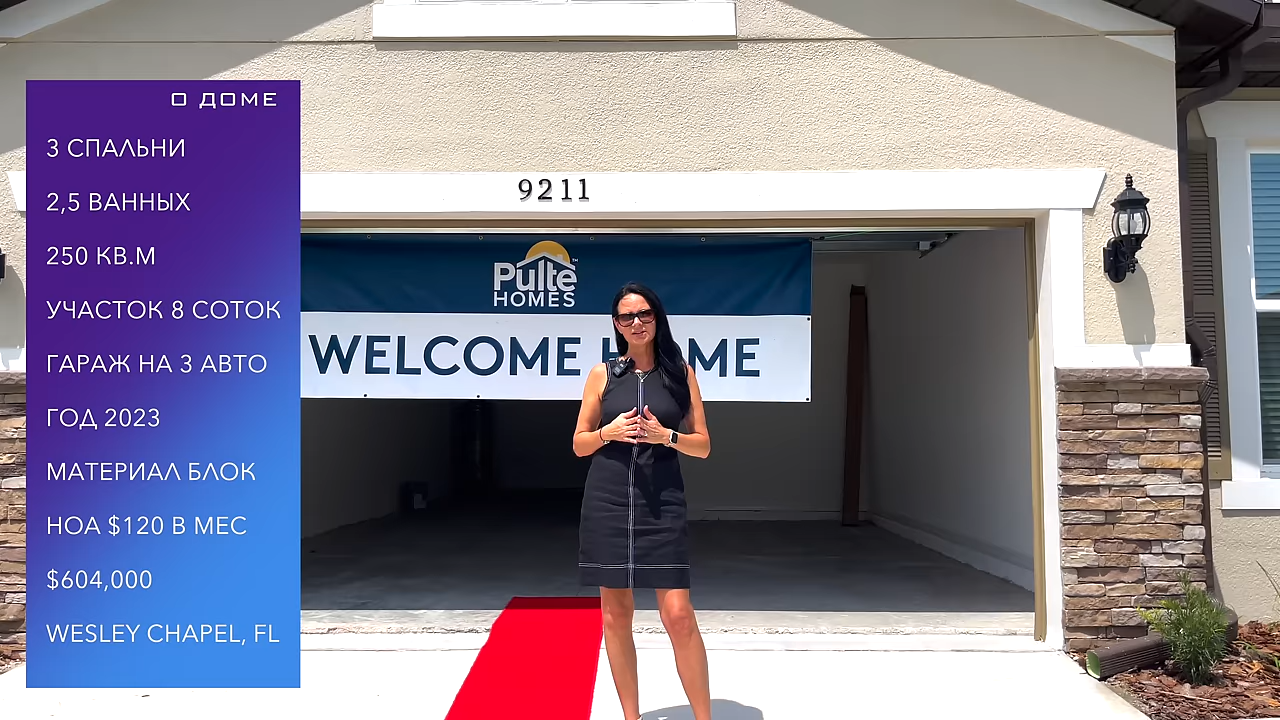 О ДОМЕ
3 СПАЛЬНИ
2,5 ВАННЫХ
250 КВ.М
УЧАСТОК 8 СОТОК
ГАРАЖ НА 3 АВТО
ГОД 2023
МАТЕРИАЛ БЛОК
HOA $120 В МЕС
$604,000
WESLEY CHAPEL, FL
9211
Pulte™
HOMES
WELCOME HOME